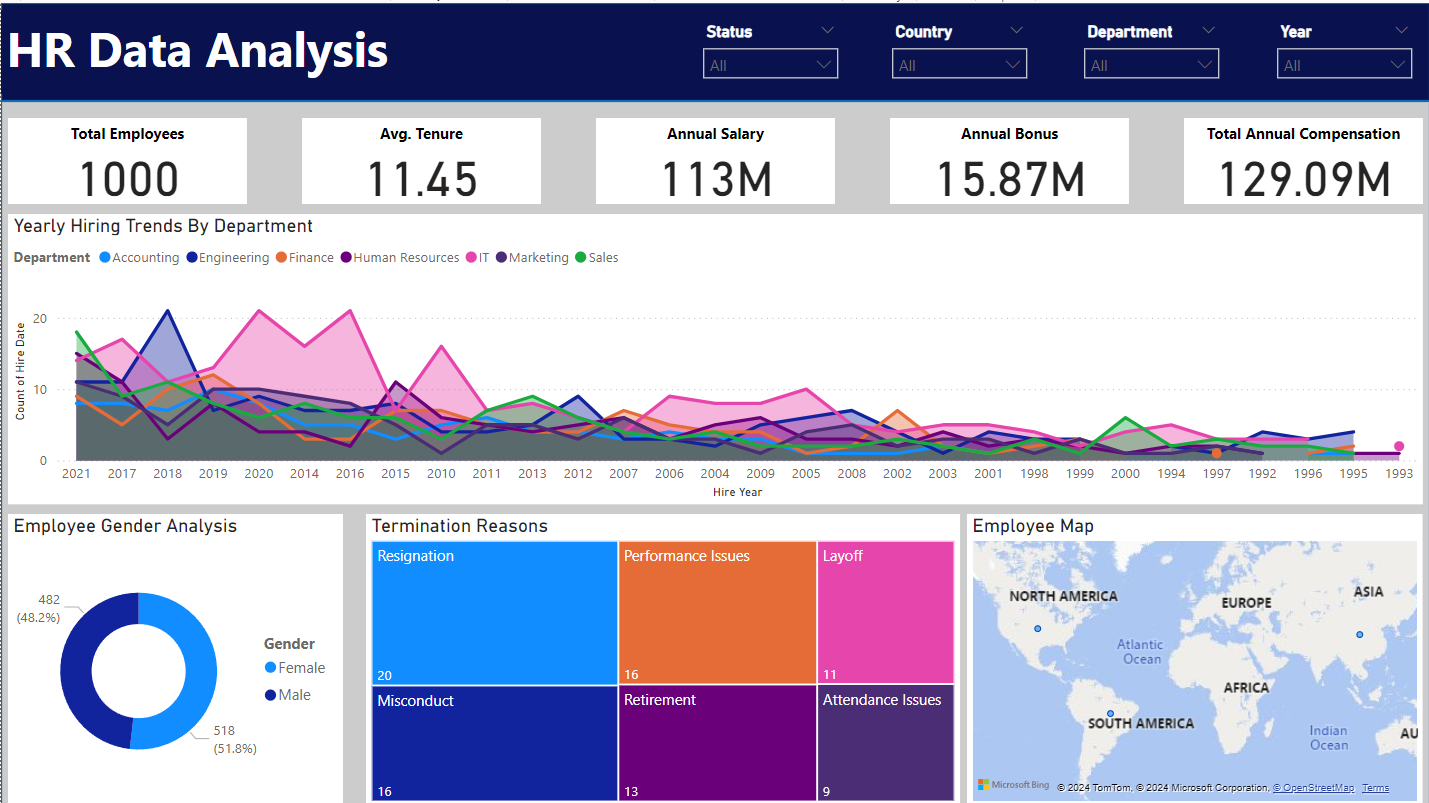 HR Data Analysis
Status Country Department Year
All All All All
Total Employees Avg. Tenure Annual Salary Annual Bonus Total Annual Compensation
1000 11.45 113M 15.87M 129.09M
Yearly Hiring Trends By Department
Department Accounting Engineering Finance Human Resources IT Marketing Sales
Count of Hire Date
20
10
0
2021 2017 2018 2019 2020 2014 2016 2015 2010 2011 2013 2012 2007 2006 2004 2009 2005 2008 2002 2003 2001 1998 1999 2000 1994 1997 1992 1996 1995 1993
Hire Year
Employee Gender Analysis
482
(48.2%)
Gender
Female
Male
518
(51.8%)
Termination Reasons
Resignation Performance Issues Layoff
20 16 11
Misconduct Retirement Attendance Issues
16 13 9
Employee Map
NORTH AMERICA
EUROPE
ASIA
Atlantic
Ocean
AFRICA
SOUTH AMERICA
Indian
Ocean
AU
Microsoft Bing
© 2024 TomTom, © 2024 Microsoft Corporation, © OpenStreetMap Terms